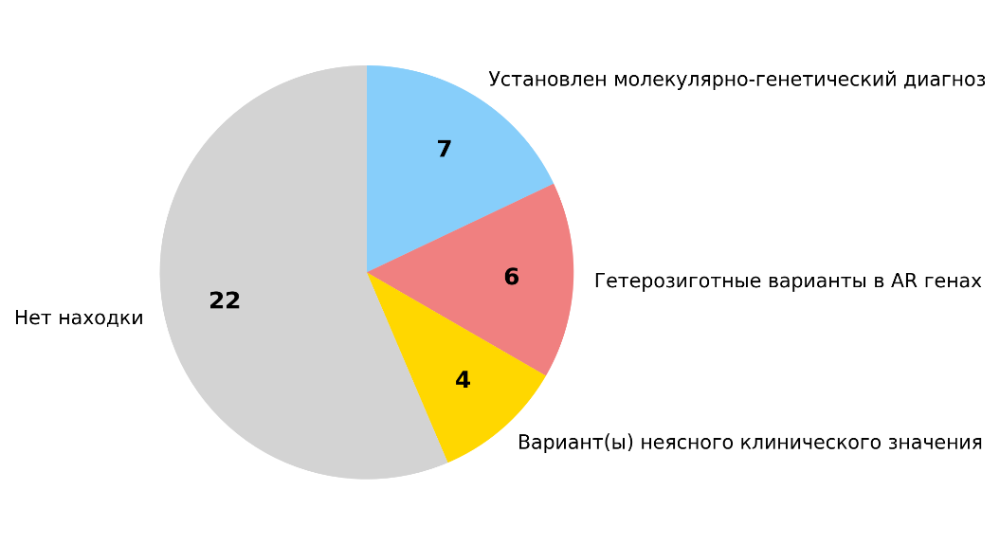 Установлен молекулярно-генетический диагноз
7
6
Гетерозиготные варианты в AR генах
22
Нет находки
4
Вариант(ы) неясного клинического значения